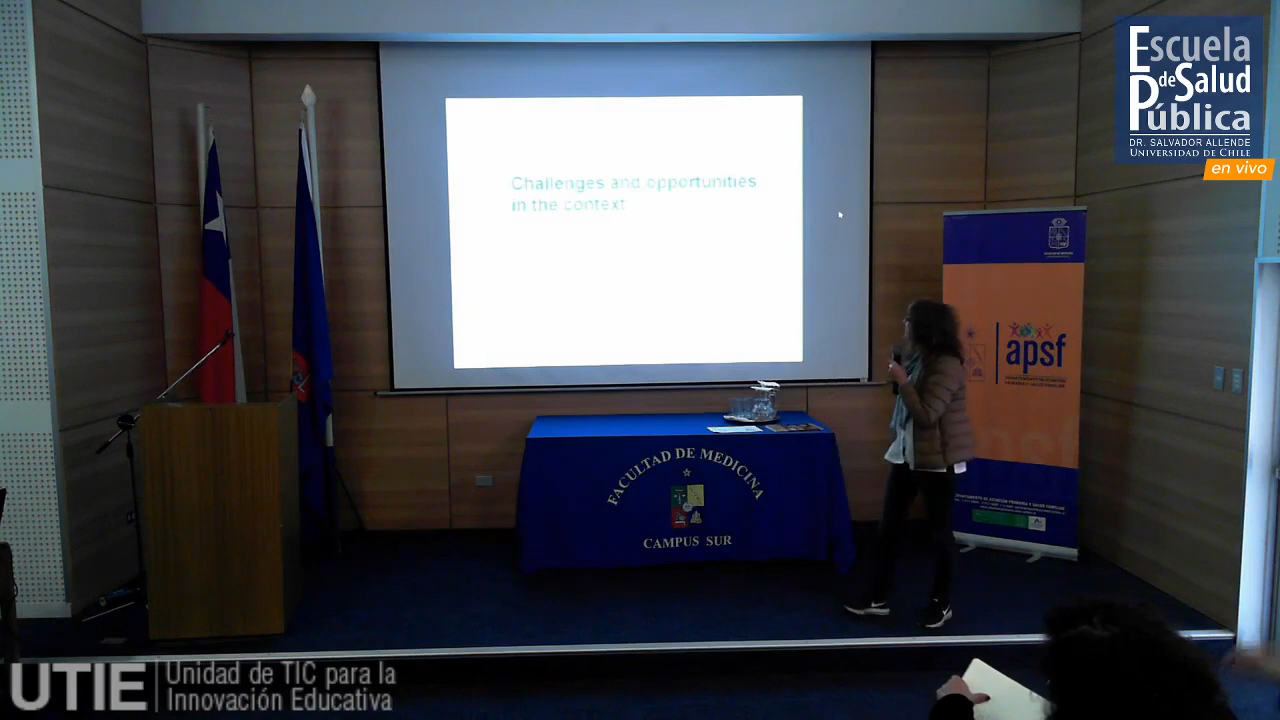 Escuela
de Salud
Pública
DR. SALVADOR ALLENDE
UNIVERSIDAD DE CHILE
en vivo
Challenges and opportunities
in the context
apsf
FACULTAD DE MEDICINA
CAMPUS SUR
UTIE
Unidad de TIC para la
Innovación Educativa